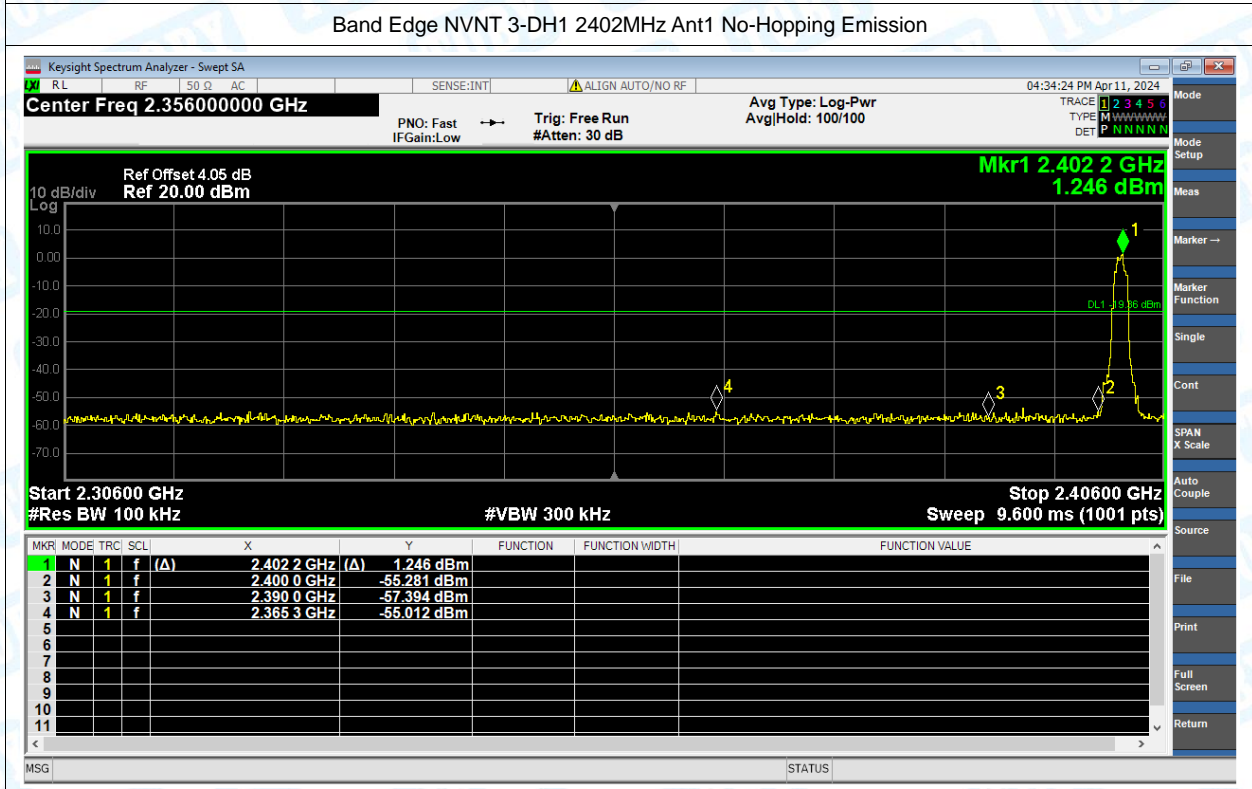 Band Edge NVNT 3-DH1 2402MHz Ant1 No-Hopping Emission
Keysight Spectrum Analyzer - Swept SA
LXI RL RF 50 Ω AC SENSE:INT ALIGN AUTO/NO RF 04:34:24 PM Apr 11, 2024
Center Freq 2.356000000 GHz
PNO: Fast
IFGain:Low
Trig: Free Run
#Atten: 30 dB
Avg Type: Log-Pwr
Avg|Hold: 100/100
TRACE 1 2 3 4 5 6
TYPE M WWWWW
DET P N N N N N
Ref Offset 4.05 dB
10 dB/div Ref 20.00 dBm
Log
Mkr1 2.402 2 GHz
1.246 dBm
10.0
0.00
-10.0
-20.0
-30.0
-40.0
-50.0
-60.0
-70.0
1
DL1 -19.36 dBm
4
3
2
Start 2.30600 GHz Stop 2.40600 GHz
#Res BW 100 kHz #VBW 300 kHz Sweep 9.600 ms (1001 pts)
MKR MODE TRC SCL X Y FUNCTION FUNCTION WIDTH FUNCTION VALUE
1 N 1 f (Δ) 2.402 2 GHz (Δ) 1.246 dBm
2 N 1 f 2.400 0 GHz -55.281 dBm
3 N 1 f 2.390 0 GHz -57.394 dBm
4 N 1 f 2.365 3 GHz -55.012 dBm
5
6
7
8
9
10
11
MSG STATUS
Mode
Mode Setup
Meas
Marker →
Marker Function
Single
Cont
SPAN X Scale
Auto Couple
Source
File
Print
Full Screen
Return